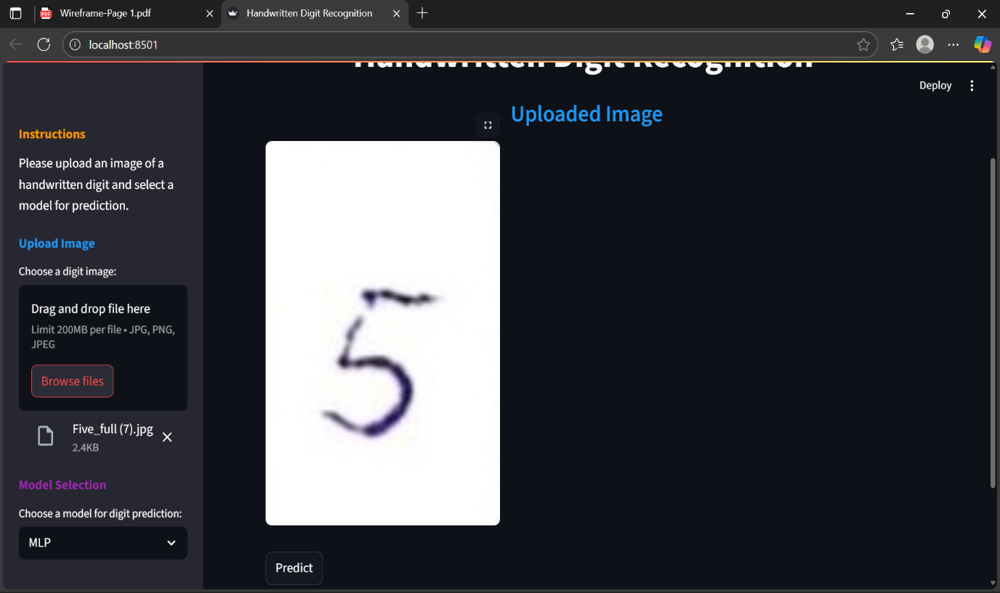 Wireframe-Page 1.pdf
Handwritten Digit Recognition
localhost:8501
Handwritten Digit Recognition
Deploy
Instructions
Please upload an image of a
handwritten digit and select a
model for prediction.
Upload Image
Choose a digit image:
Drag and drop file here
Limit 200MB per file • JPG, PNG,
JPEG
Browse files
Five_full (7).jpg
2.4KB
Model Selection
Choose a model for digit prediction:
MLP
Uploaded Image
5
Predict